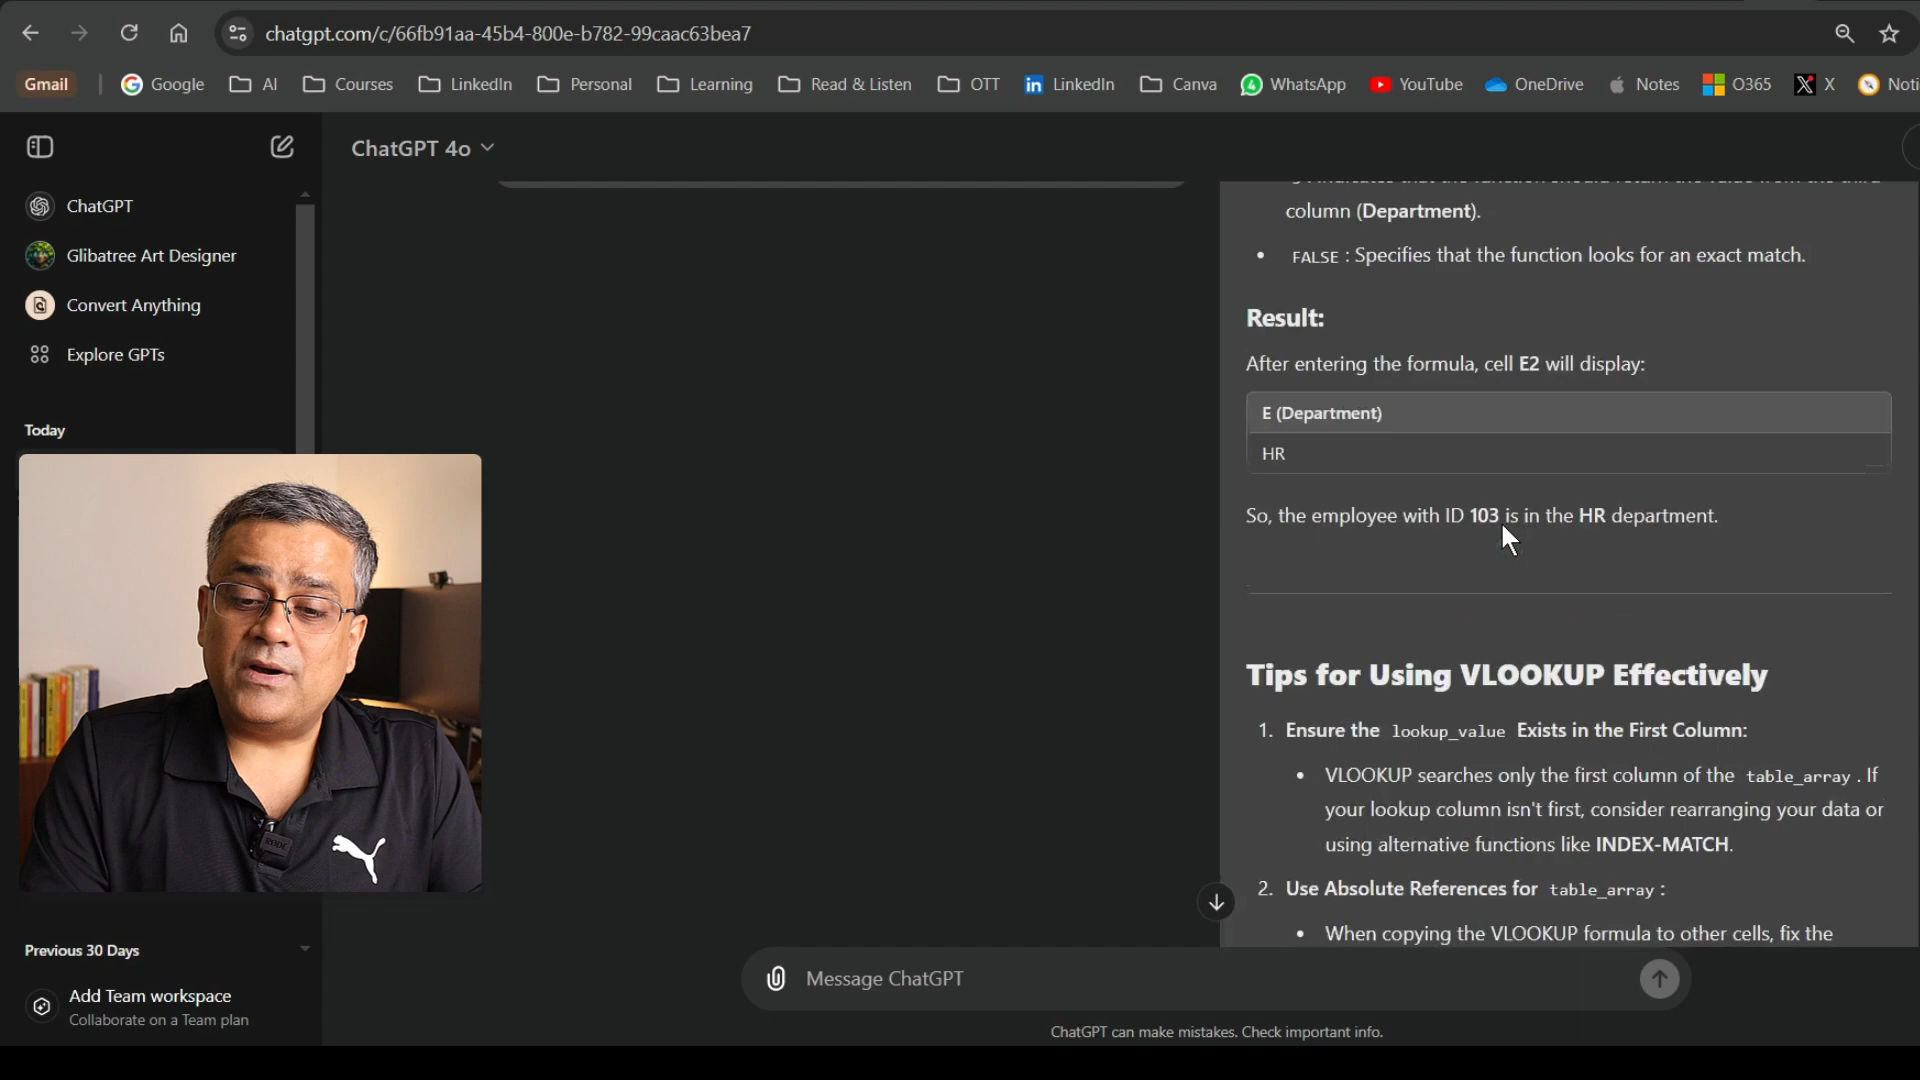 chatgpt.com/c/66fb91aa-45b4-800e-b782-99caac63bea7
Gmail
Google
AI
Courses
LinkedIn
Personal
Learning
Read & Listen
OTT
LinkedIn
Canva
WhatsApp
YouTube
OneDrive
Notes
O365
X
Noti
ChatGPT 4o
ChatGPT
Glibatree Art Designer
Convert Anything
Explore GPTs
Today
Previous 30 Days
Add Team workspace
Collaborate on a Team plan
column (Department).
• FALSE : Specifies that the function looks for an exact match.
Result:
After entering the formula, cell E2 will display:
E (Department)
HR
So, the employee with ID 103 is in the HR department.
Tips for Using VLOOKUP Effectively
1. Ensure the lookup_value Exists in the First Column:
• VLOOKUP searches only the first column of the table_array . If
your lookup column isn't first, consider rearranging your data or
using alternative functions like INDEX-MATCH.
2. Use Absolute References for table_array :
• When copying the VLOOKUP formula to other cells, fix the
Message ChatGPT
ChatGPT can make mistakes. Check important info.
RODE